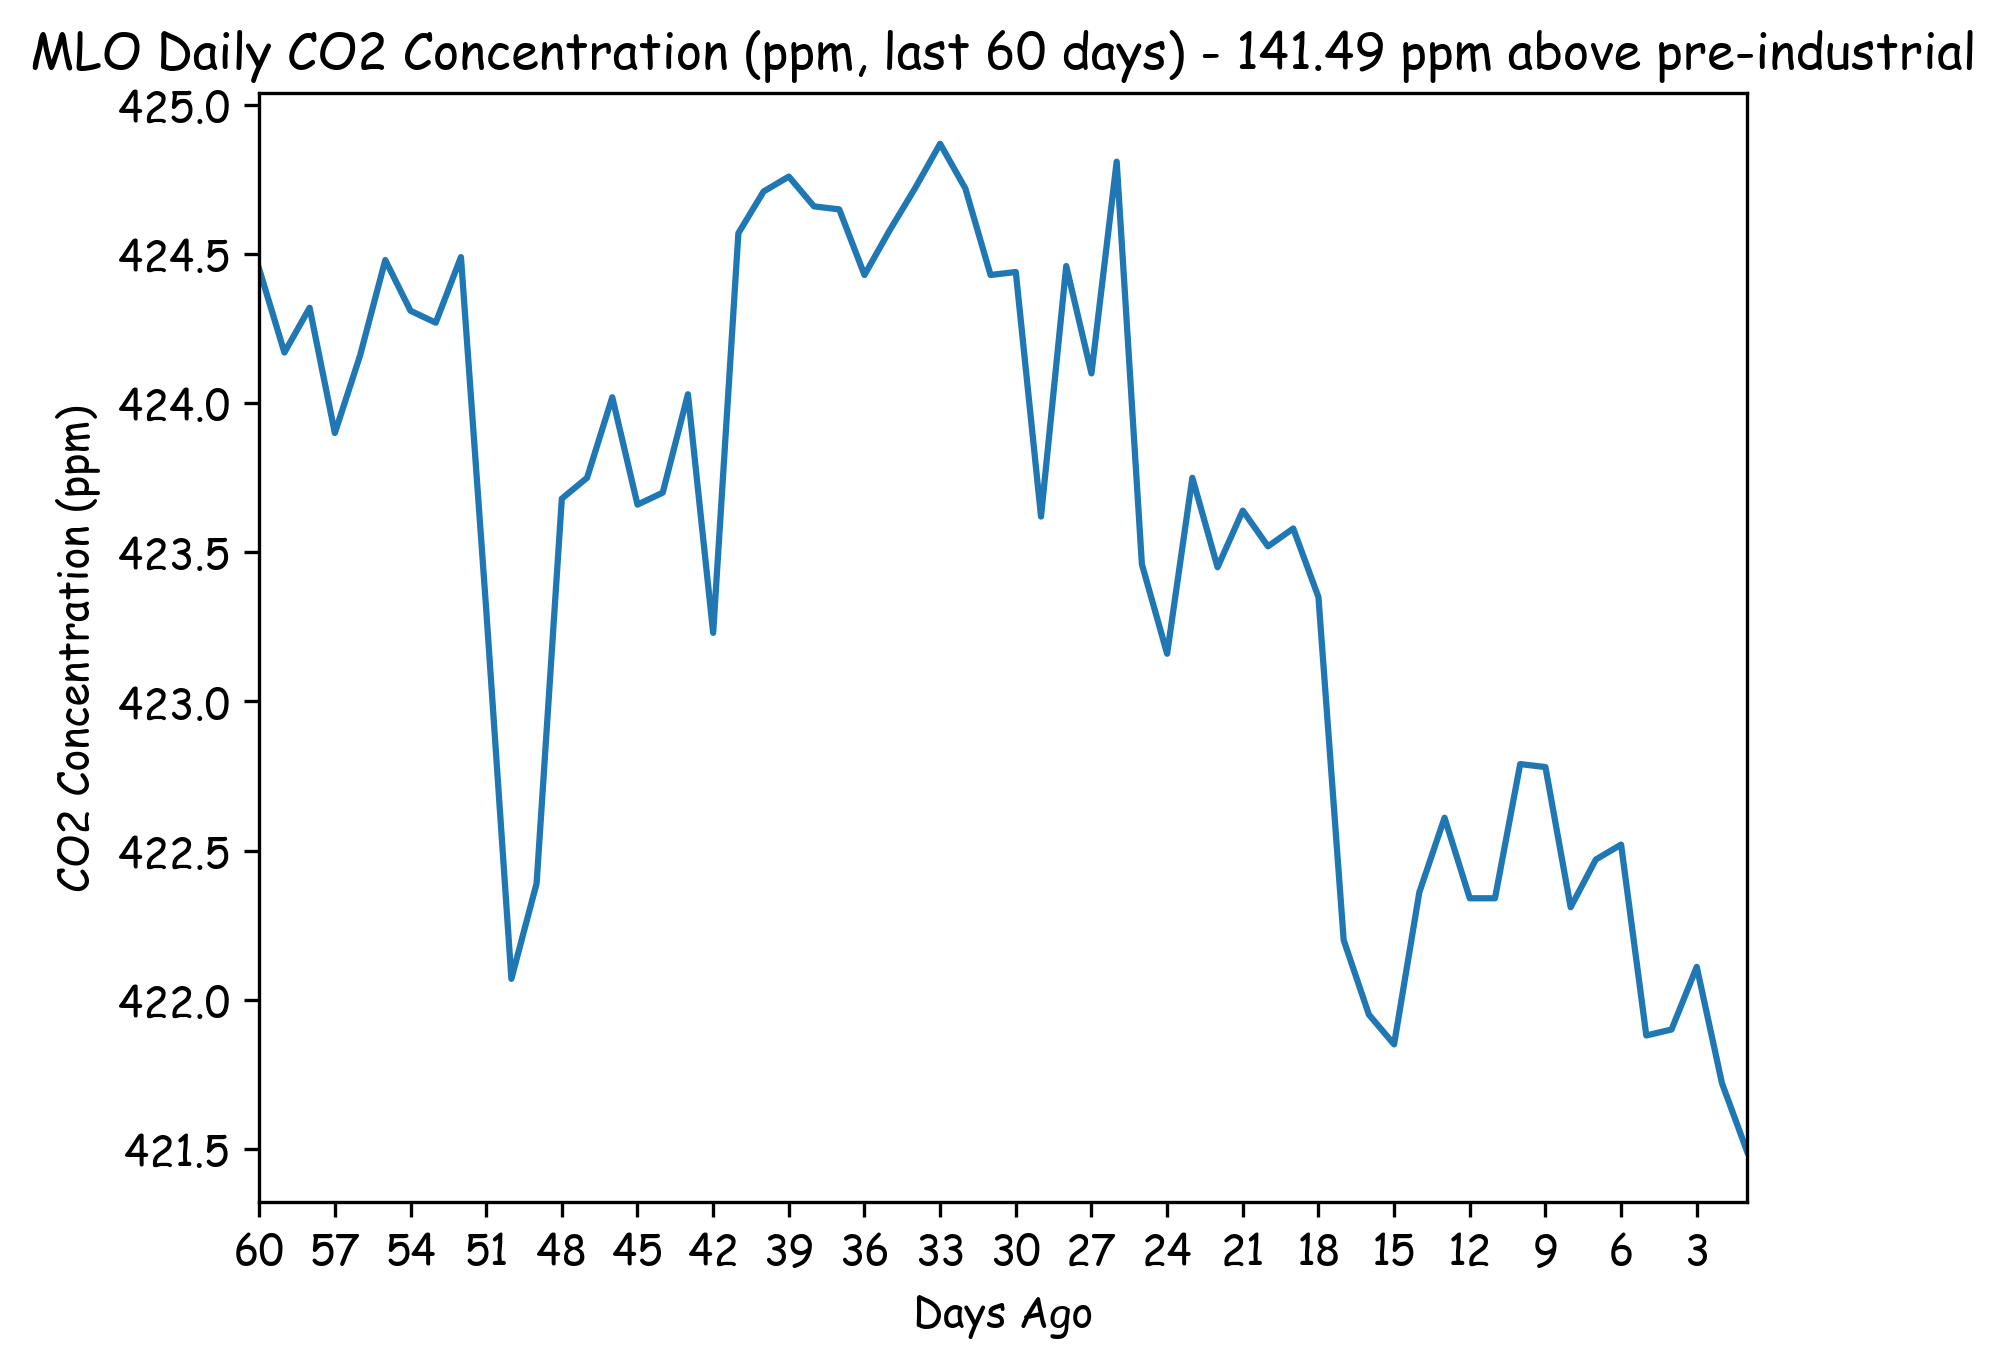 MLO Daily CO2 Concentration (ppm, last 60 days) - 141.49 ppm above pre-industrial
425.0
424.5
424.0
423.5
423.0
422.5
422.0
421.5
CO2 Concentration (ppm)
60 57 54 51 48 45 42 39 36 33 30 27 24 21 18 15 12 9 6 3
Days Ago